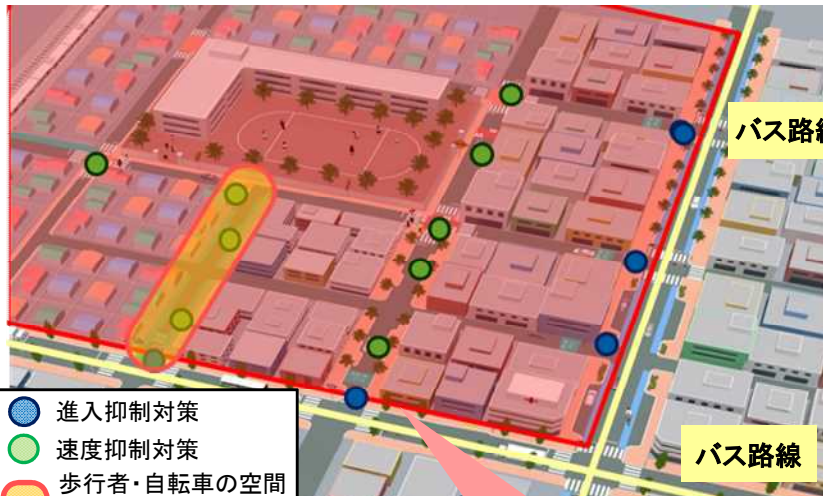 バス路線
進入抑制対策
速度抑制対策
歩行者・自転車の空間
バス路線